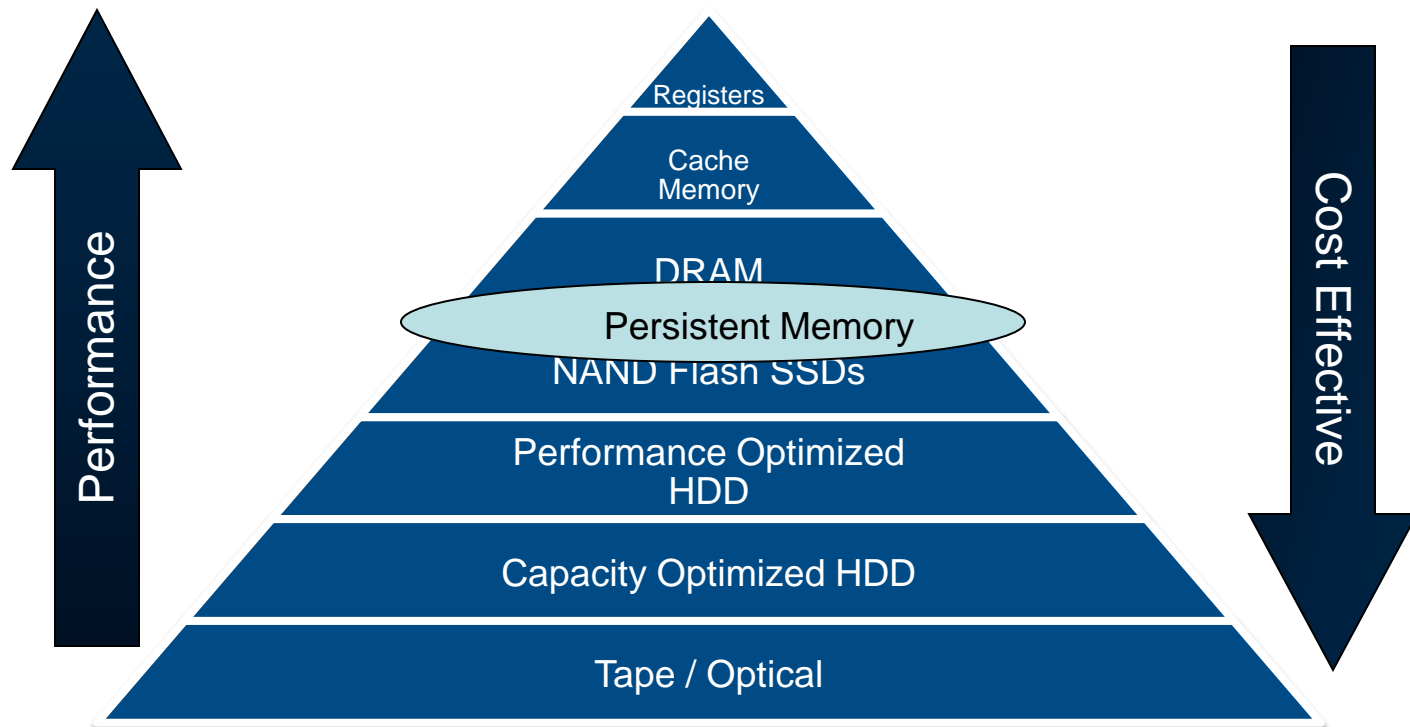 Registers
Cache
Memory
DRAM
Persistent Memory
NAND Flash SSDs
Performance Optimized
HDD
Capacity Optimized HDD
Tape / Optical
Performance
Cost Effective